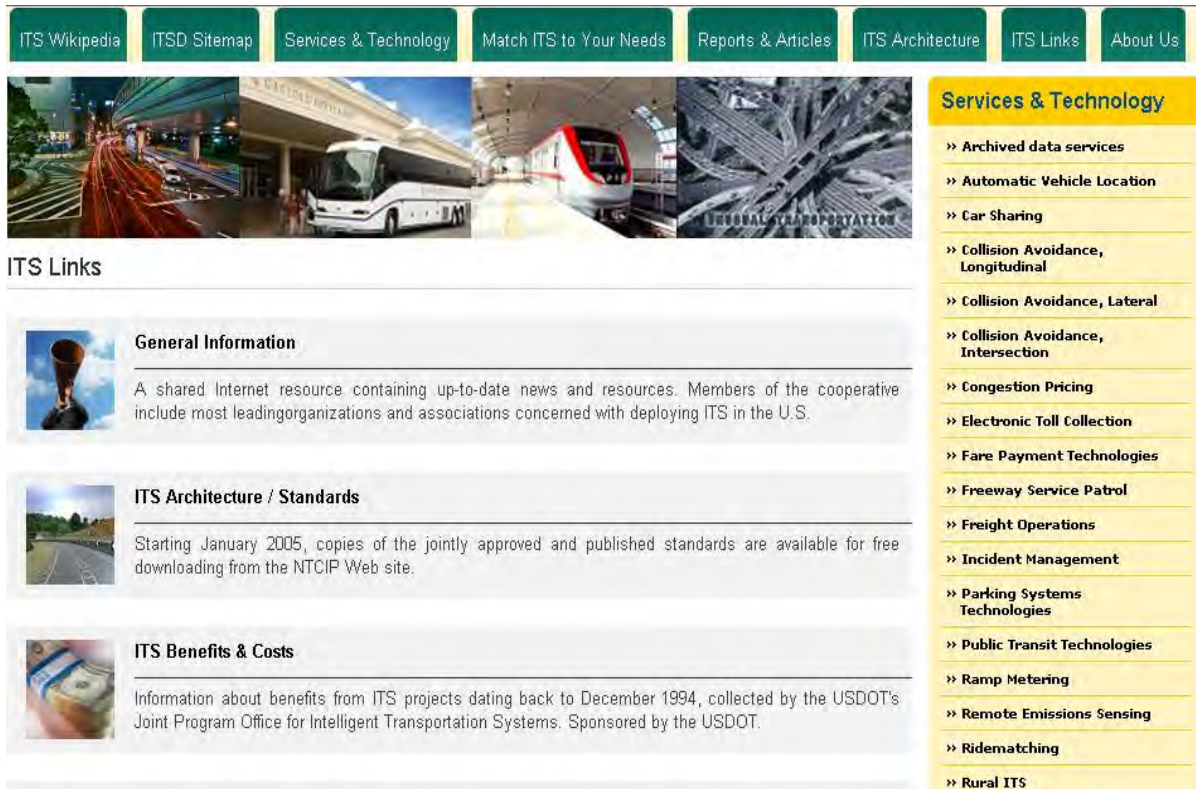 ITS Wikipedia
ITSD Sitemap
Services & Technology
Match ITS to Your Needs
Reports & Articles
ITS Architecture
ITS Links
About Us
UNUSUAL TRANSPORTATION
ITS Links
General Information
A shared Internet resource containing up-to-date news and resources. Members of the cooperative
include most leadingorganizations and associations concerned with deploying ITS in the U.S.
ITS Architecture / Standards
Starting January 2005, copies of the jointly approved and published standards are available for free
downloading from the NTCIP Web site.
ITS Benefits & Costs
Information about benefits from ITS projects dating back to December 1994, collected by the USDOT's
Joint Program Office for Intelligent Transportation Systems. Sponsored by the USDOT.
Services & Technology
» Archived data services
» Automatic Vehicle Location
» Car Sharing
» Collision Avoidance,
Longitudinal
» Collision Avoidance, Lateral
» Collision Avoidance,
Intersection
» Congestion Pricing
» Electronic Toll Collection
» Fare Payment Technologies
» Freeway Service Patrol
» Freight Operations
» Incident Management
» Parking Systems
Technologies
» Public Transit Technologies
» Ramp Metering
» Remote Emissions Sensing
» Ridematching
» Rural ITS